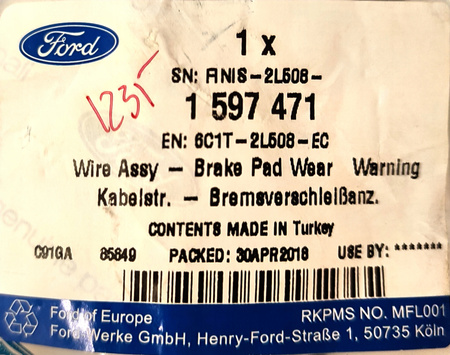 Ford
1 x
SN: FINIS-2L508-
1235
1 597 471
EN: 6C1T-2L508-EC
Wire Assy - Brake Pad Wear Warning
Kabelstr. - Bremsverschleißanz.
CONTENTS MADE IN Turkey
C91GA 85849 PACKED: 30APR2018 USE BY: *******
Ford of Europe RKPMS NO. MFL001
Ford-Werke GmbH, Henry-Ford-Straße 1, 50735 Köln